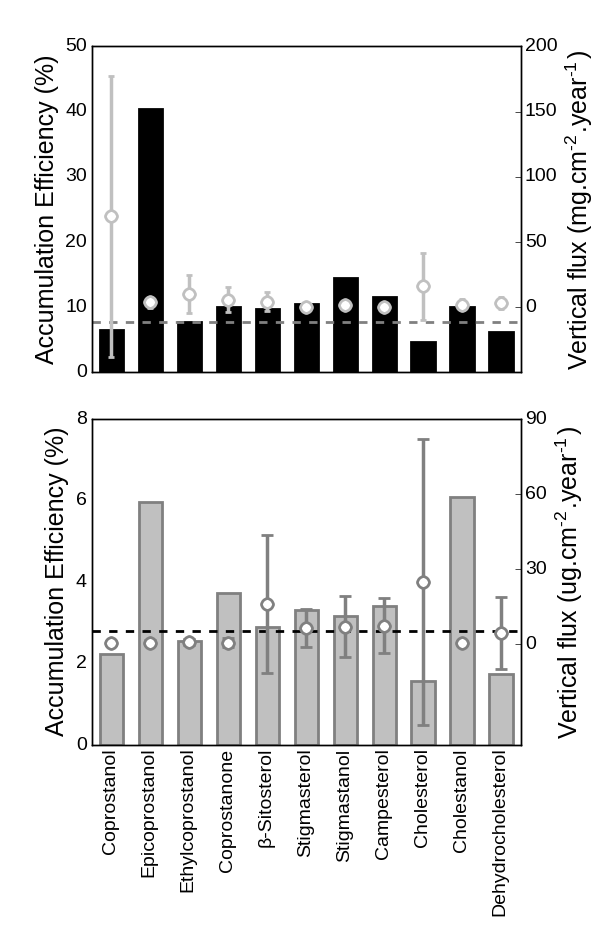 50
40
30
20
10
0
Accumulation Efficiency (%)
200
150
100
50
0
Vertical flux (mg.cm-2.year-1)
8
6
4
2
0
Accumulation Efficiency (%)
90
60
30
0
Vertical flux (ug.cm-2.year-1)
Coprostanol
Epicoprostanol
Ethylcoprostanol
Coprostanone
β-Sitosterol
Stigmasterol
Stigmastanol
Campesterol
Cholesterol
Cholestanol
Dehydrocholesterol